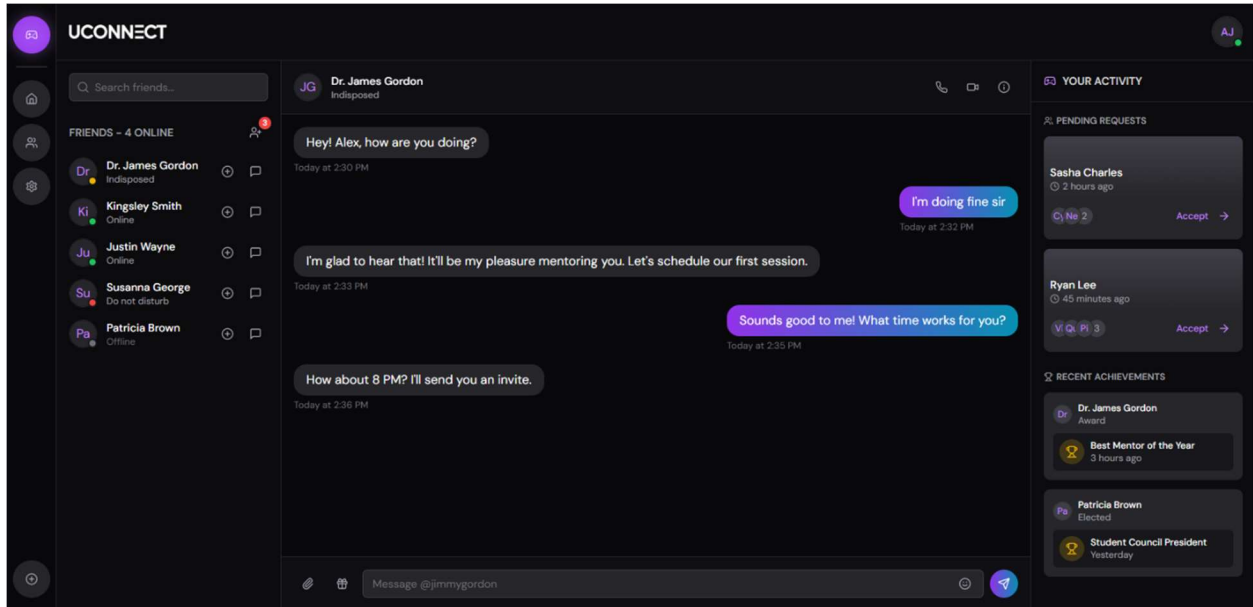 UCONNECT
AJ
Search friends...
FRIENDS - 4 ONLINE
3
Dr
Dr. James Gordon
Indisposed
Ki
Kingsley Smith
Online
Ju
Justin Wayne
Online
Su
Susanna George
Do not disturb
Pa
Patricia Brown
Offline
JG
Dr. James Gordon
Indisposed
Hey! Alex, how are you doing?
Today at 2:30 PM
I'm doing fine sir
Today at 2:32 PM
I'm glad to hear that! It'll be my pleasure mentoring you. Let's schedule our first session.
Today at 2:33 PM
Sounds good to me! What time works for you?
Today at 2:35 PM
How about 8 PM? I'll send you an invite.
Today at 2:36 PM
Message @jimmygordon
YOUR ACTIVITY
PENDING REQUESTS
Sasha Charles
2 hours ago
Ne 2
Accept
Ryan Lee
45 minutes ago
Pi 3
Accept
RECENT ACHIEVEMENTS
Dr
Dr. James Gordon
Award
Best Mentor of the Year
3 hours ago
Pa
Patricia Brown
Elected
Student Council President
Yesterday